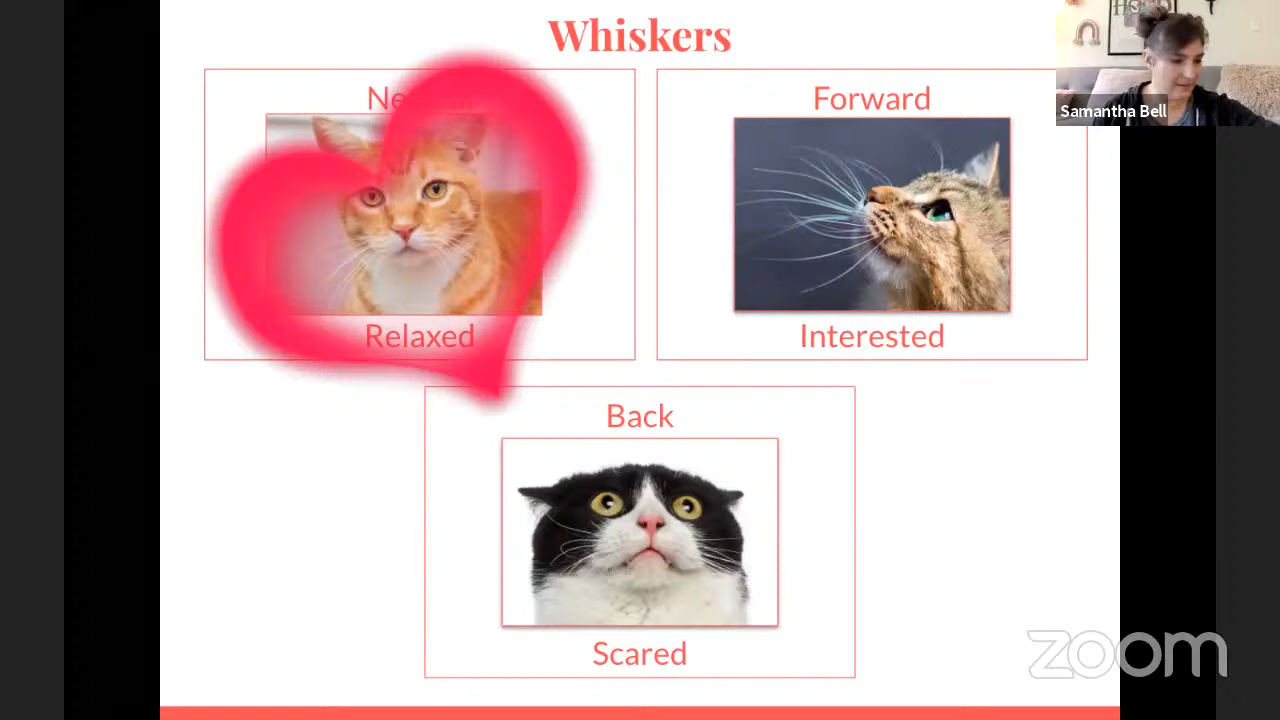 Whiskers
Forward
Samantha Bell
Relaxed
Interested
Back
Scared
zoom